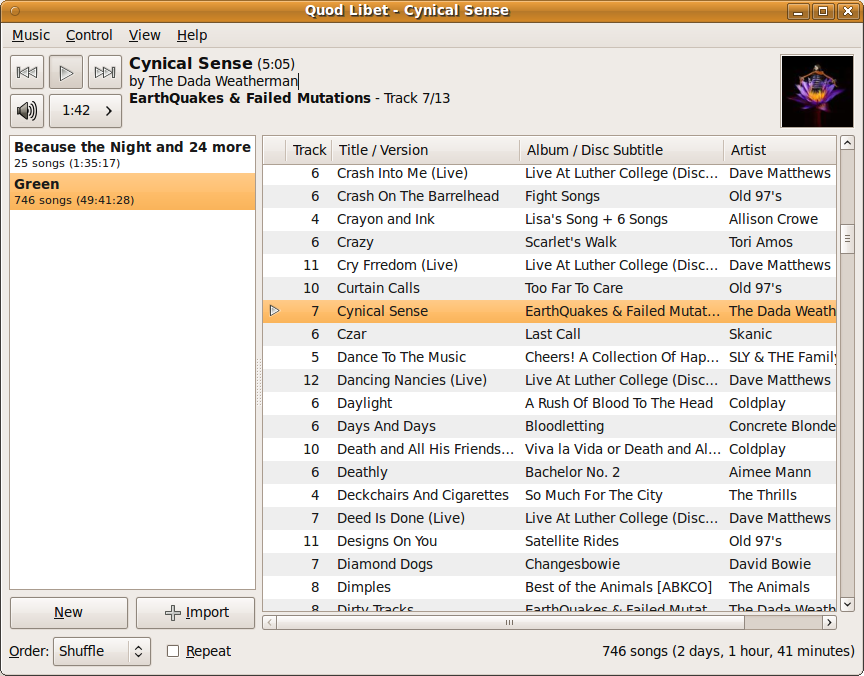 Quod Libet - Cynical Sense
Music Control View Help
Cynical Sense (5:05)
by The Dada Weatherman
EarthQuakes & Failed Mutations - Track 7/13
1:42
Because the Night and 24 more
25 songs (1:35:17)
Green
746 songs (49:41:28)
Track Title / Version Album / Disc Subtitle Artist
6 Crash Into Me (Live) Live At Luther College (Disc... Dave Matthews
6 Crash On The Barrelhead Fight Songs Old 97's
4 Crayon and Ink Lisa's Song + 6 Songs Allison Crowe
6 Crazy Scarlet's Walk Tori Amos
11 Cry Frredom (Live) Live At Luther College (Disc... Dave Matthews
10 Curtain Calls Too Far To Care Old 97's
7 Cynical Sense EarthQuakes & Failed Mutat... The Dada Weath
6 Czar Last Call Skanic
5 Dance To The Music Cheers! A Collection Of Hap... SLY & THE Family
12 Dancing Nancies (Live) Live At Luther College (Disc... Dave Matthews
6 Daylight A Rush Of Blood To The Head Coldplay
6 Days And Days Bloodletting Concrete Blonde
10 Death and All His Friends... Viva la Vida or Death and Al... Coldplay
6 Deathly Bachelor No. 2 Aimee Mann
4 Deckchairs And Cigarettes So Much For The City The Thrills
7 Deed Is Done (Live) Live At Luther College (Disc... Dave Matthews
11 Designs On You Satellite Rides Old 97's
7 Diamond Dogs Changesbowie David Bowie
8 Dimples Best of the Animals [ABKCO] The Animals
8 Dirty Tracks EarthQuakes & Failed Mutat... The Dada Weath
New Import
Order: Shuffle Repeat 746 songs (2 days, 1 hour, 41 minutes)